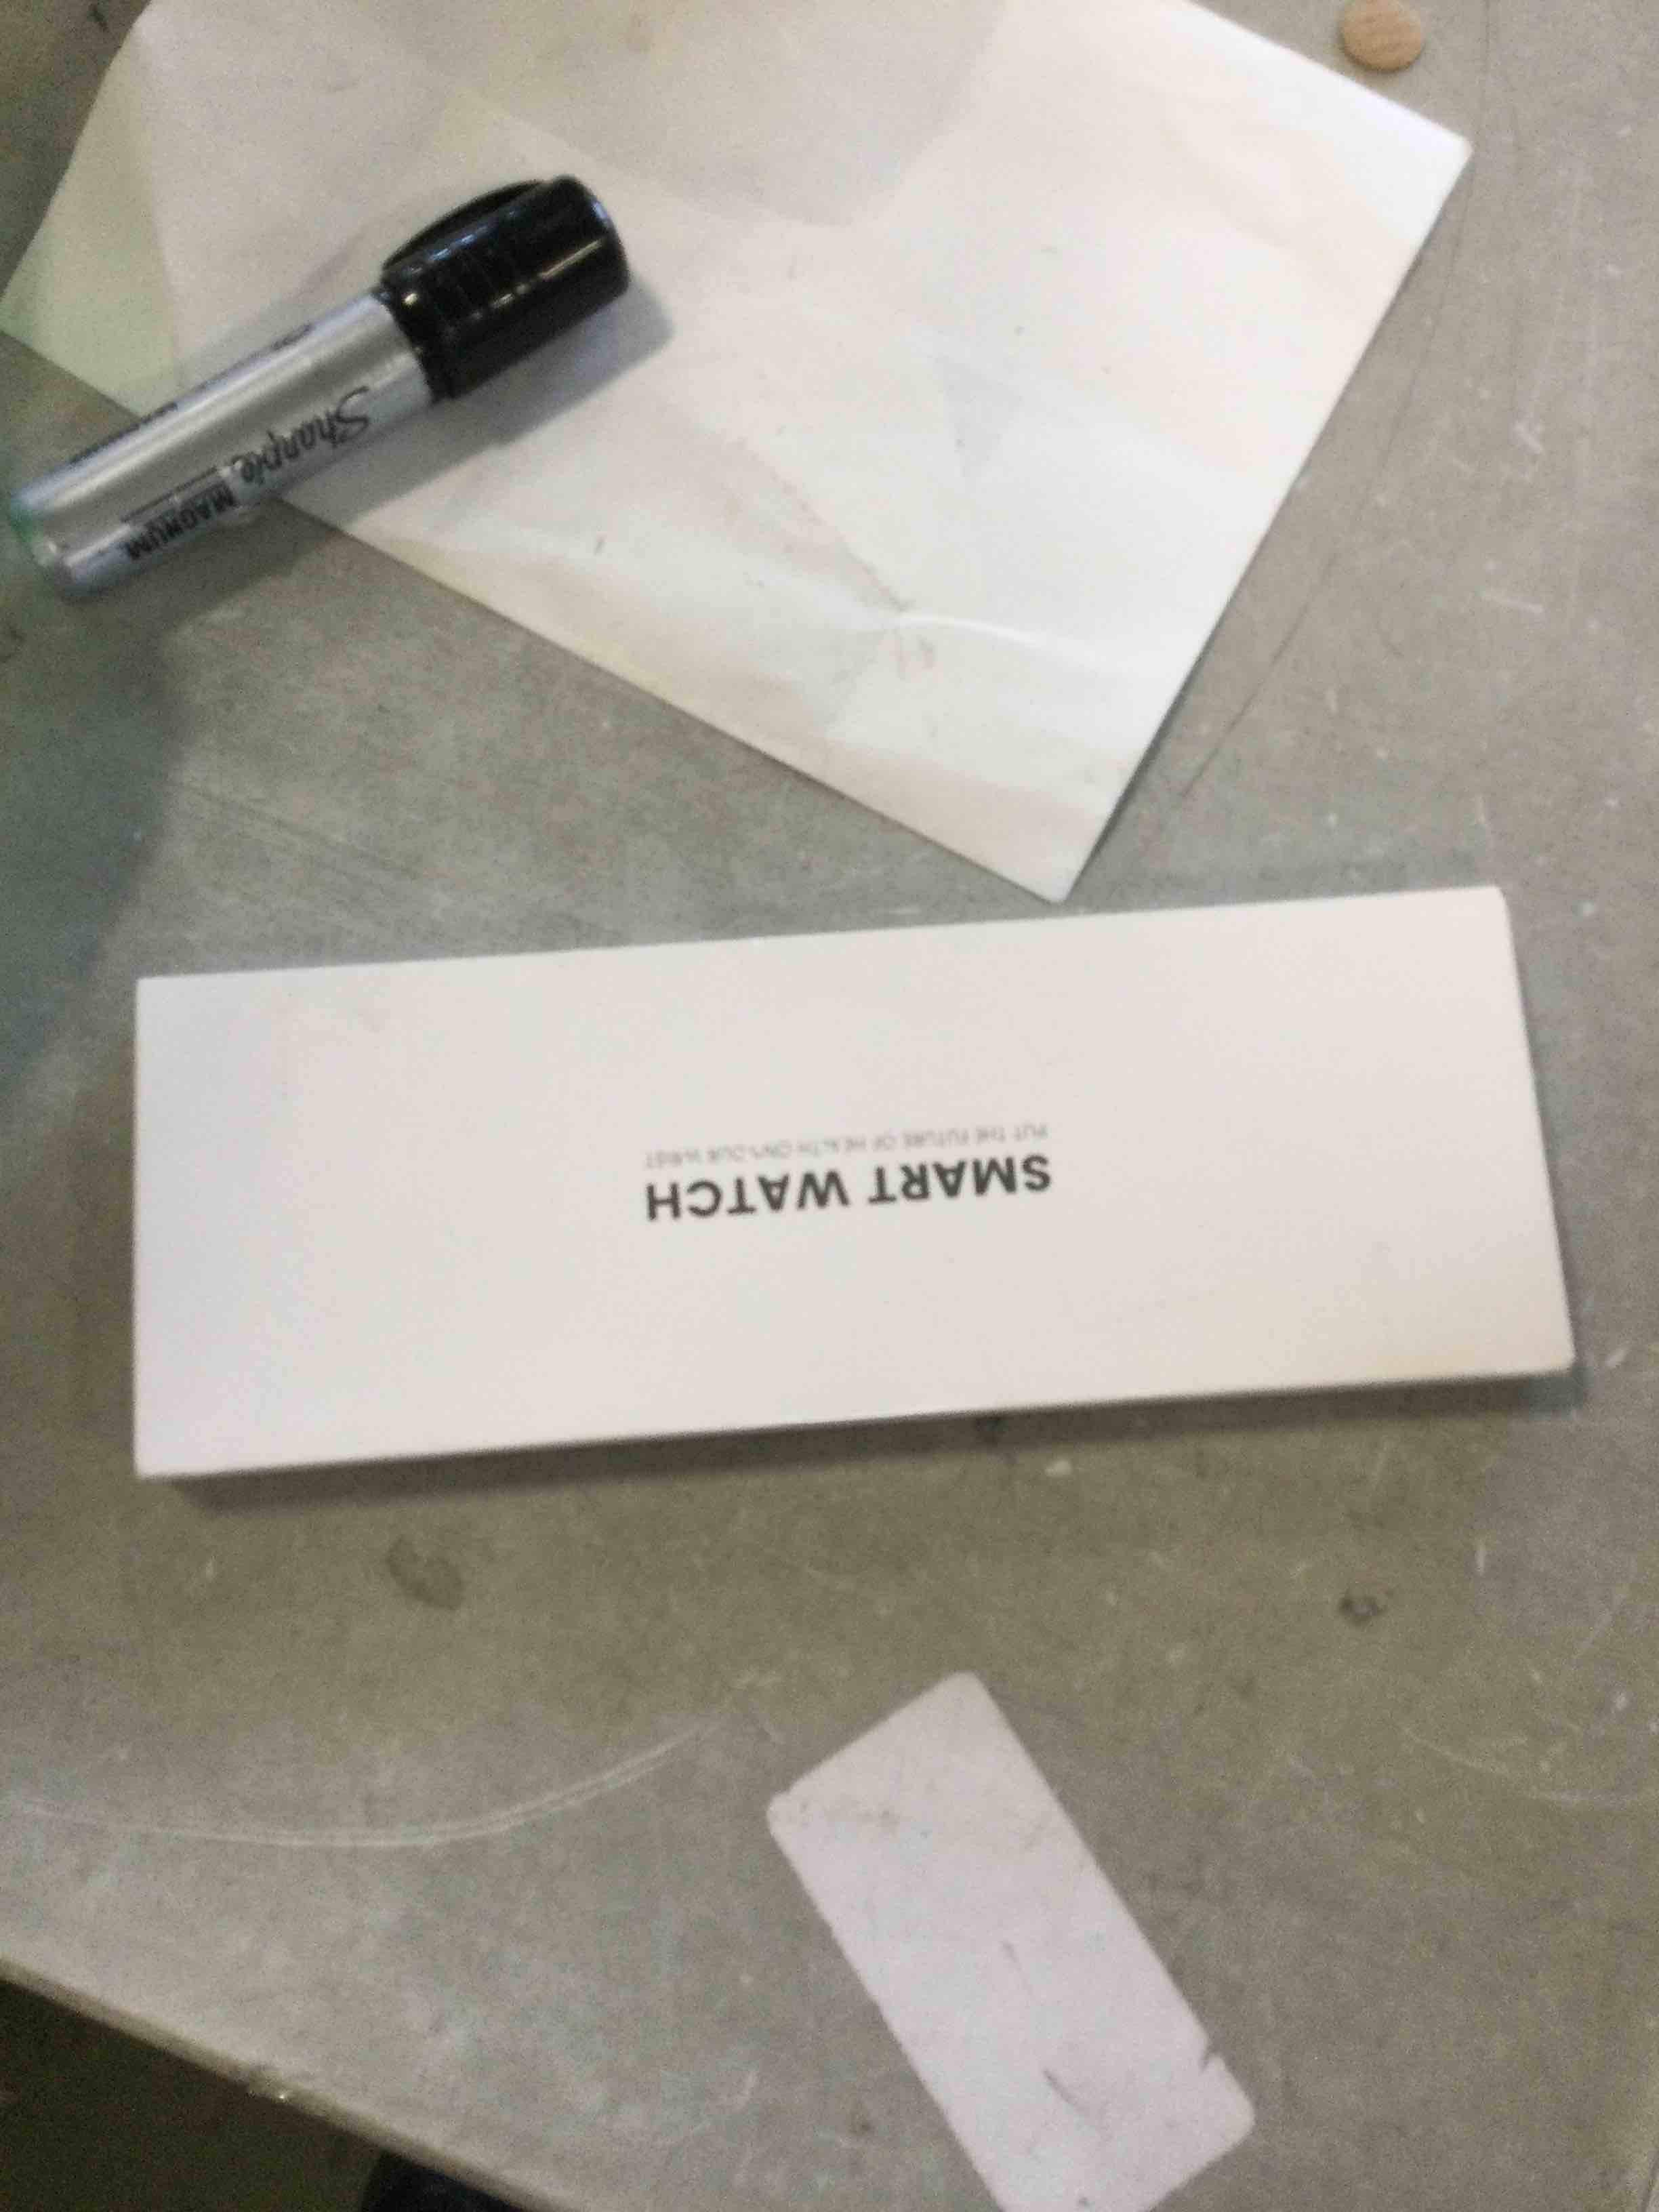 Sharpie
MAGNUM
SMART WATCH
PUT THE FUTURE OF HEALTH ON YOUR WRIST